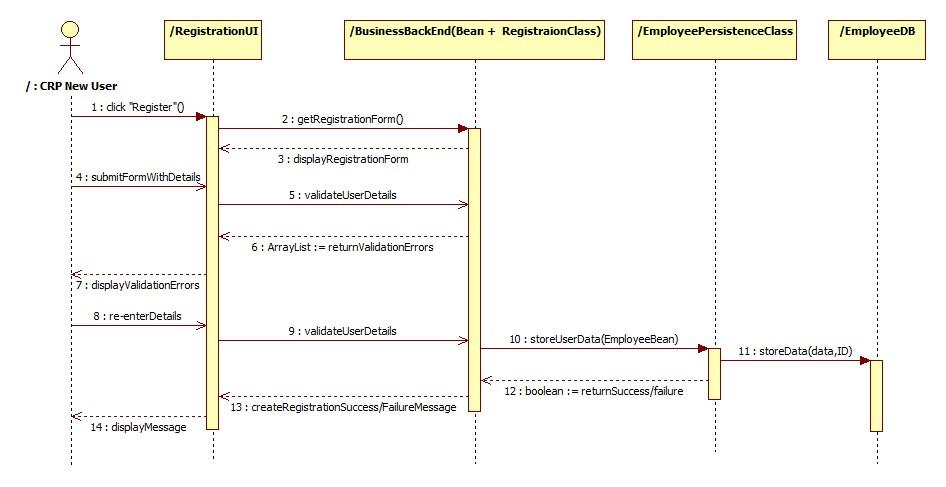 /RegistrationUI
/BusinessBackEnd(Bean + RegistraionClass)
/EmployeePersistenceClass
/EmployeeDB
/ : CRP New User
1 : click "Register"()
2 : getRegistrationForm()
3 : displayRegistrationForm
4 : submitFormWithDetails
5 : validateUserDetails
6 : ArrayList := returnValidationErrors
7 : displayValidationErrors
8 : re-enterDetails
9 : validateUserDetails
10 : storeUserData(EmployeeBean)
11 : storeData(data,ID)
12 : boolean := returnSuccess/failure
13 : createRegistrationSuccess/FailureMessage
14 : displayMessage